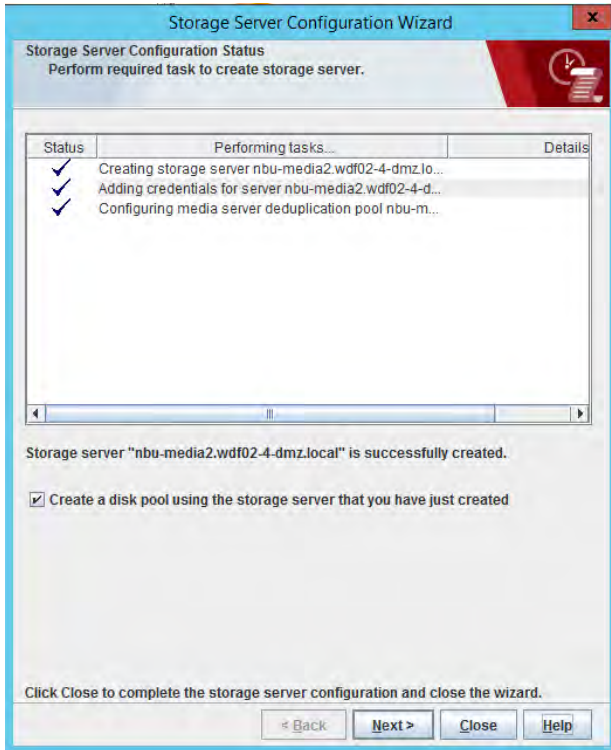 Storage Server Configuration Wizard
x
Storage Server Configuration Status
Perform required task to create storage server.
Status Performing tasks... Details
Creating storage server nbu-media2.wdf02-4-dmz.lo...
Adding credentials for server nbu-media2.wdf02-4-d...
Configuring media server deduplication pool nbu-m...
Storage server "nbu-media2.wdf02-4-dmz.local" is successfully created.
Create a disk pool using the storage server that you have just created
Click Close to complete the storage server configuration and close the wizard.
< Back Next > Close Help